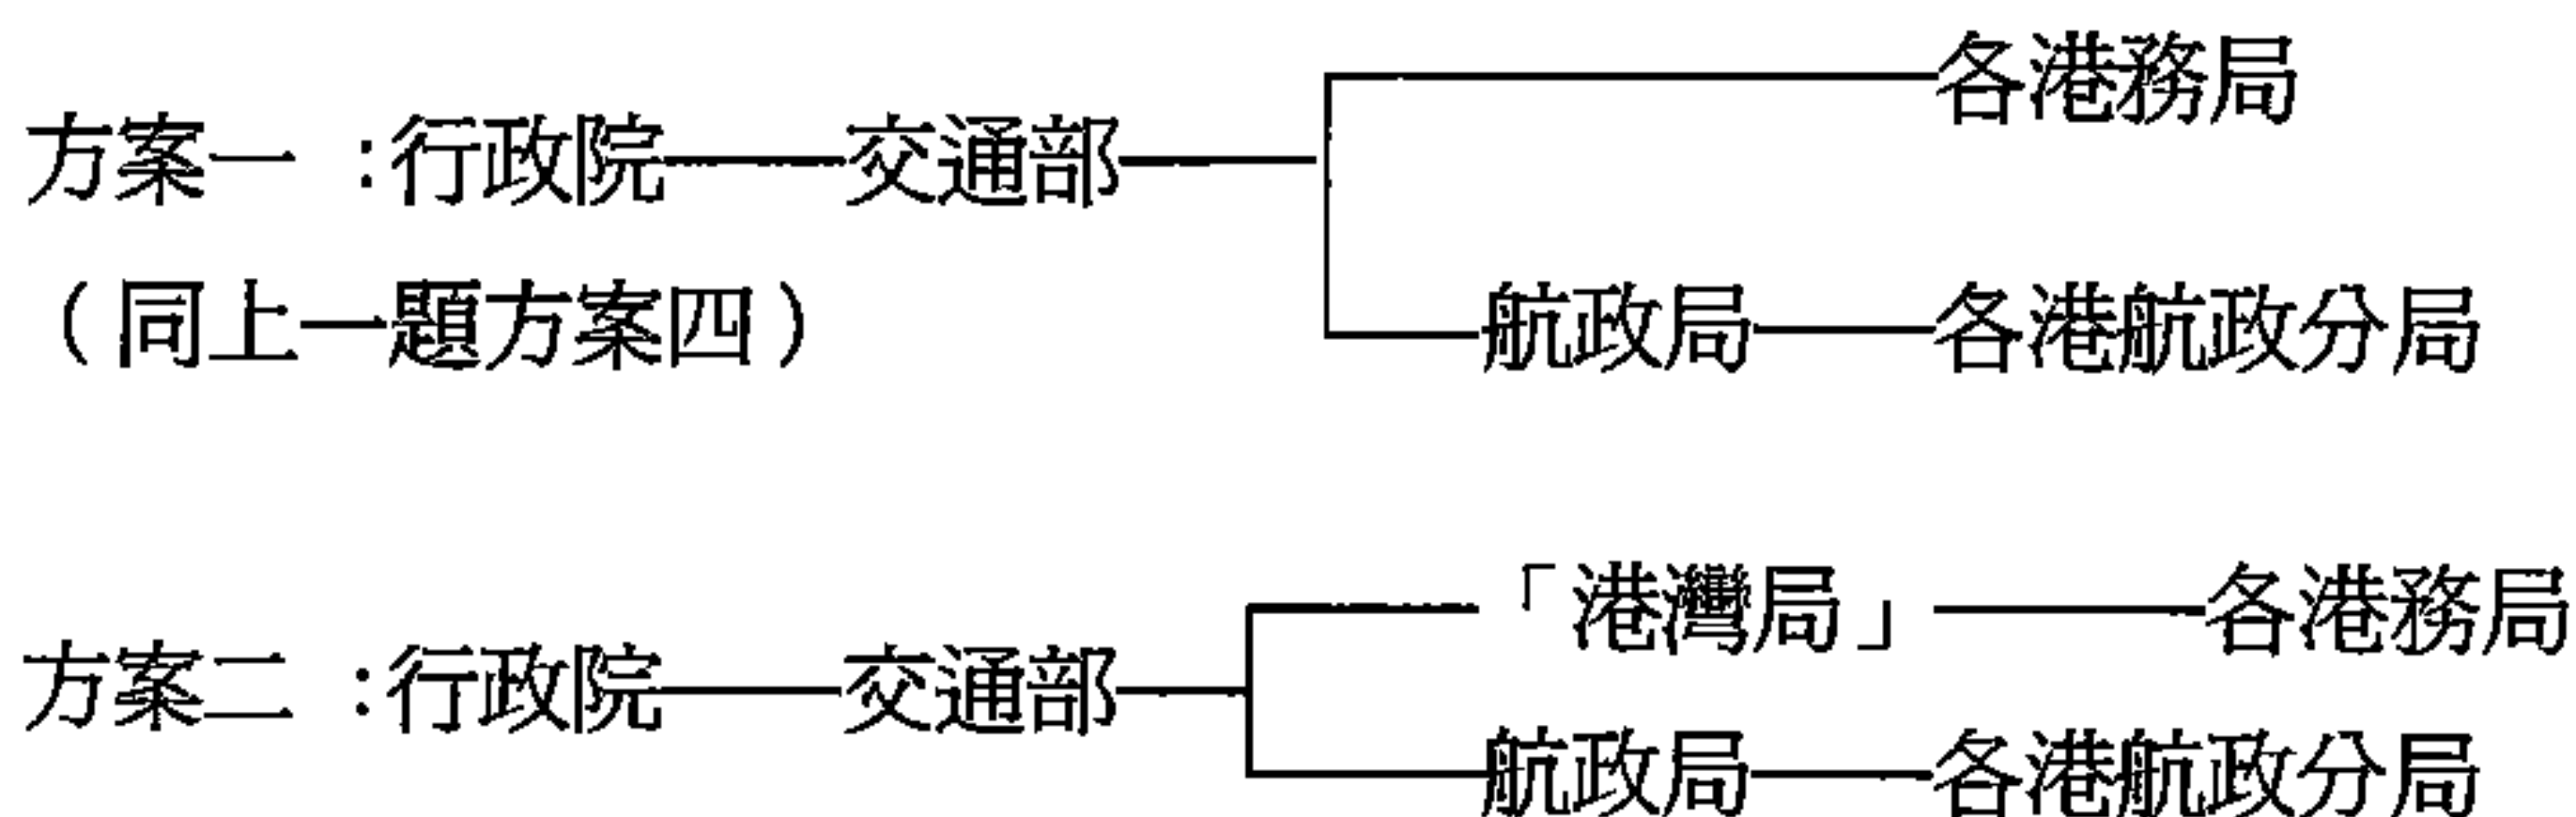 各港務局
方案一：行政院 交通部
（同上一題方案四） 航政局 各港航政分局
「港灣局」 各港務局
方案二：行政院 交通部
航政局 各港航政分局